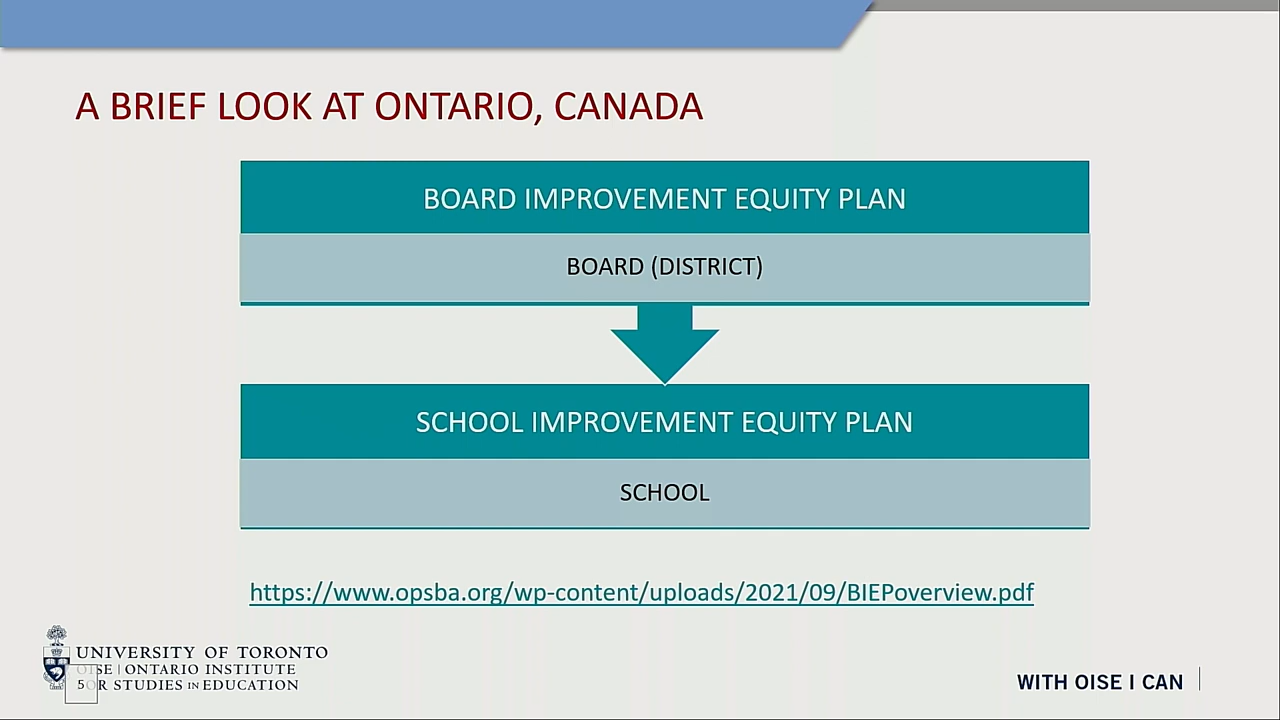 A BRIEF LOOK AT ONTARIO, CANADA
BOARD IMPROVEMENT EQUITY PLAN
BOARD (DISTRICT)
SCHOOL IMPROVEMENT EQUITY PLAN
SCHOOL
https://www.opsba.org/wp-content/uploads/2021/09/BIEPoverview.pdf
UNIVERSITY OF TORONTO
OISE | ONTARIO INSTITUTE
5OR STUDIES IN EDUCATION
WITH OISE I CAN